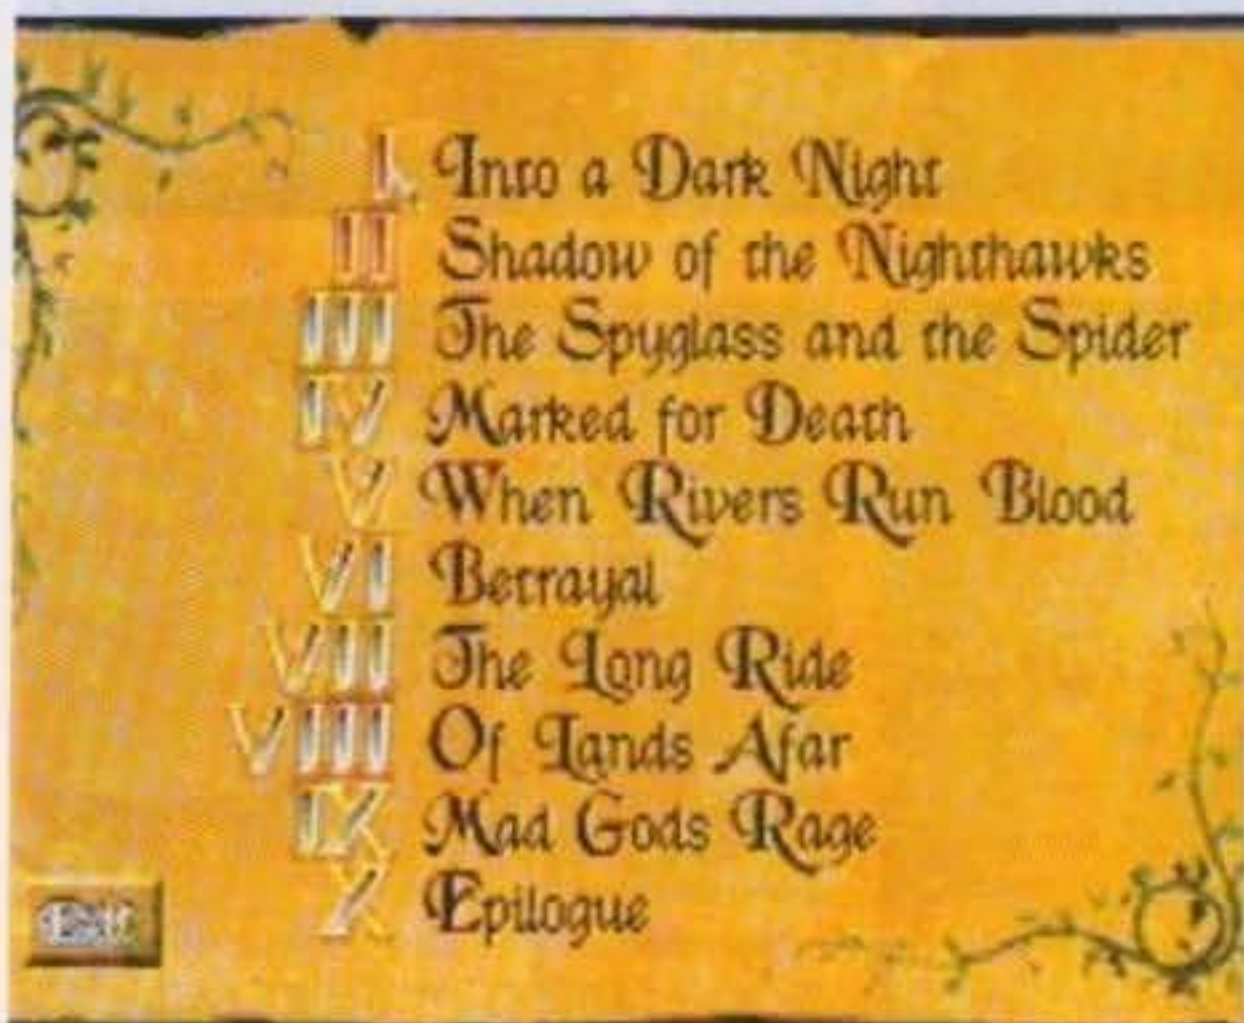 I Into a Dark Night
II Shadow of the Nighthawks
III The Spyglass and the Spider
IV Marked for Death
V When Rivers Run Blood
VI Betrayal
VII The Long Ride
VIII Of Lands Afar
IX Mad Gods Rage
X Epilogue